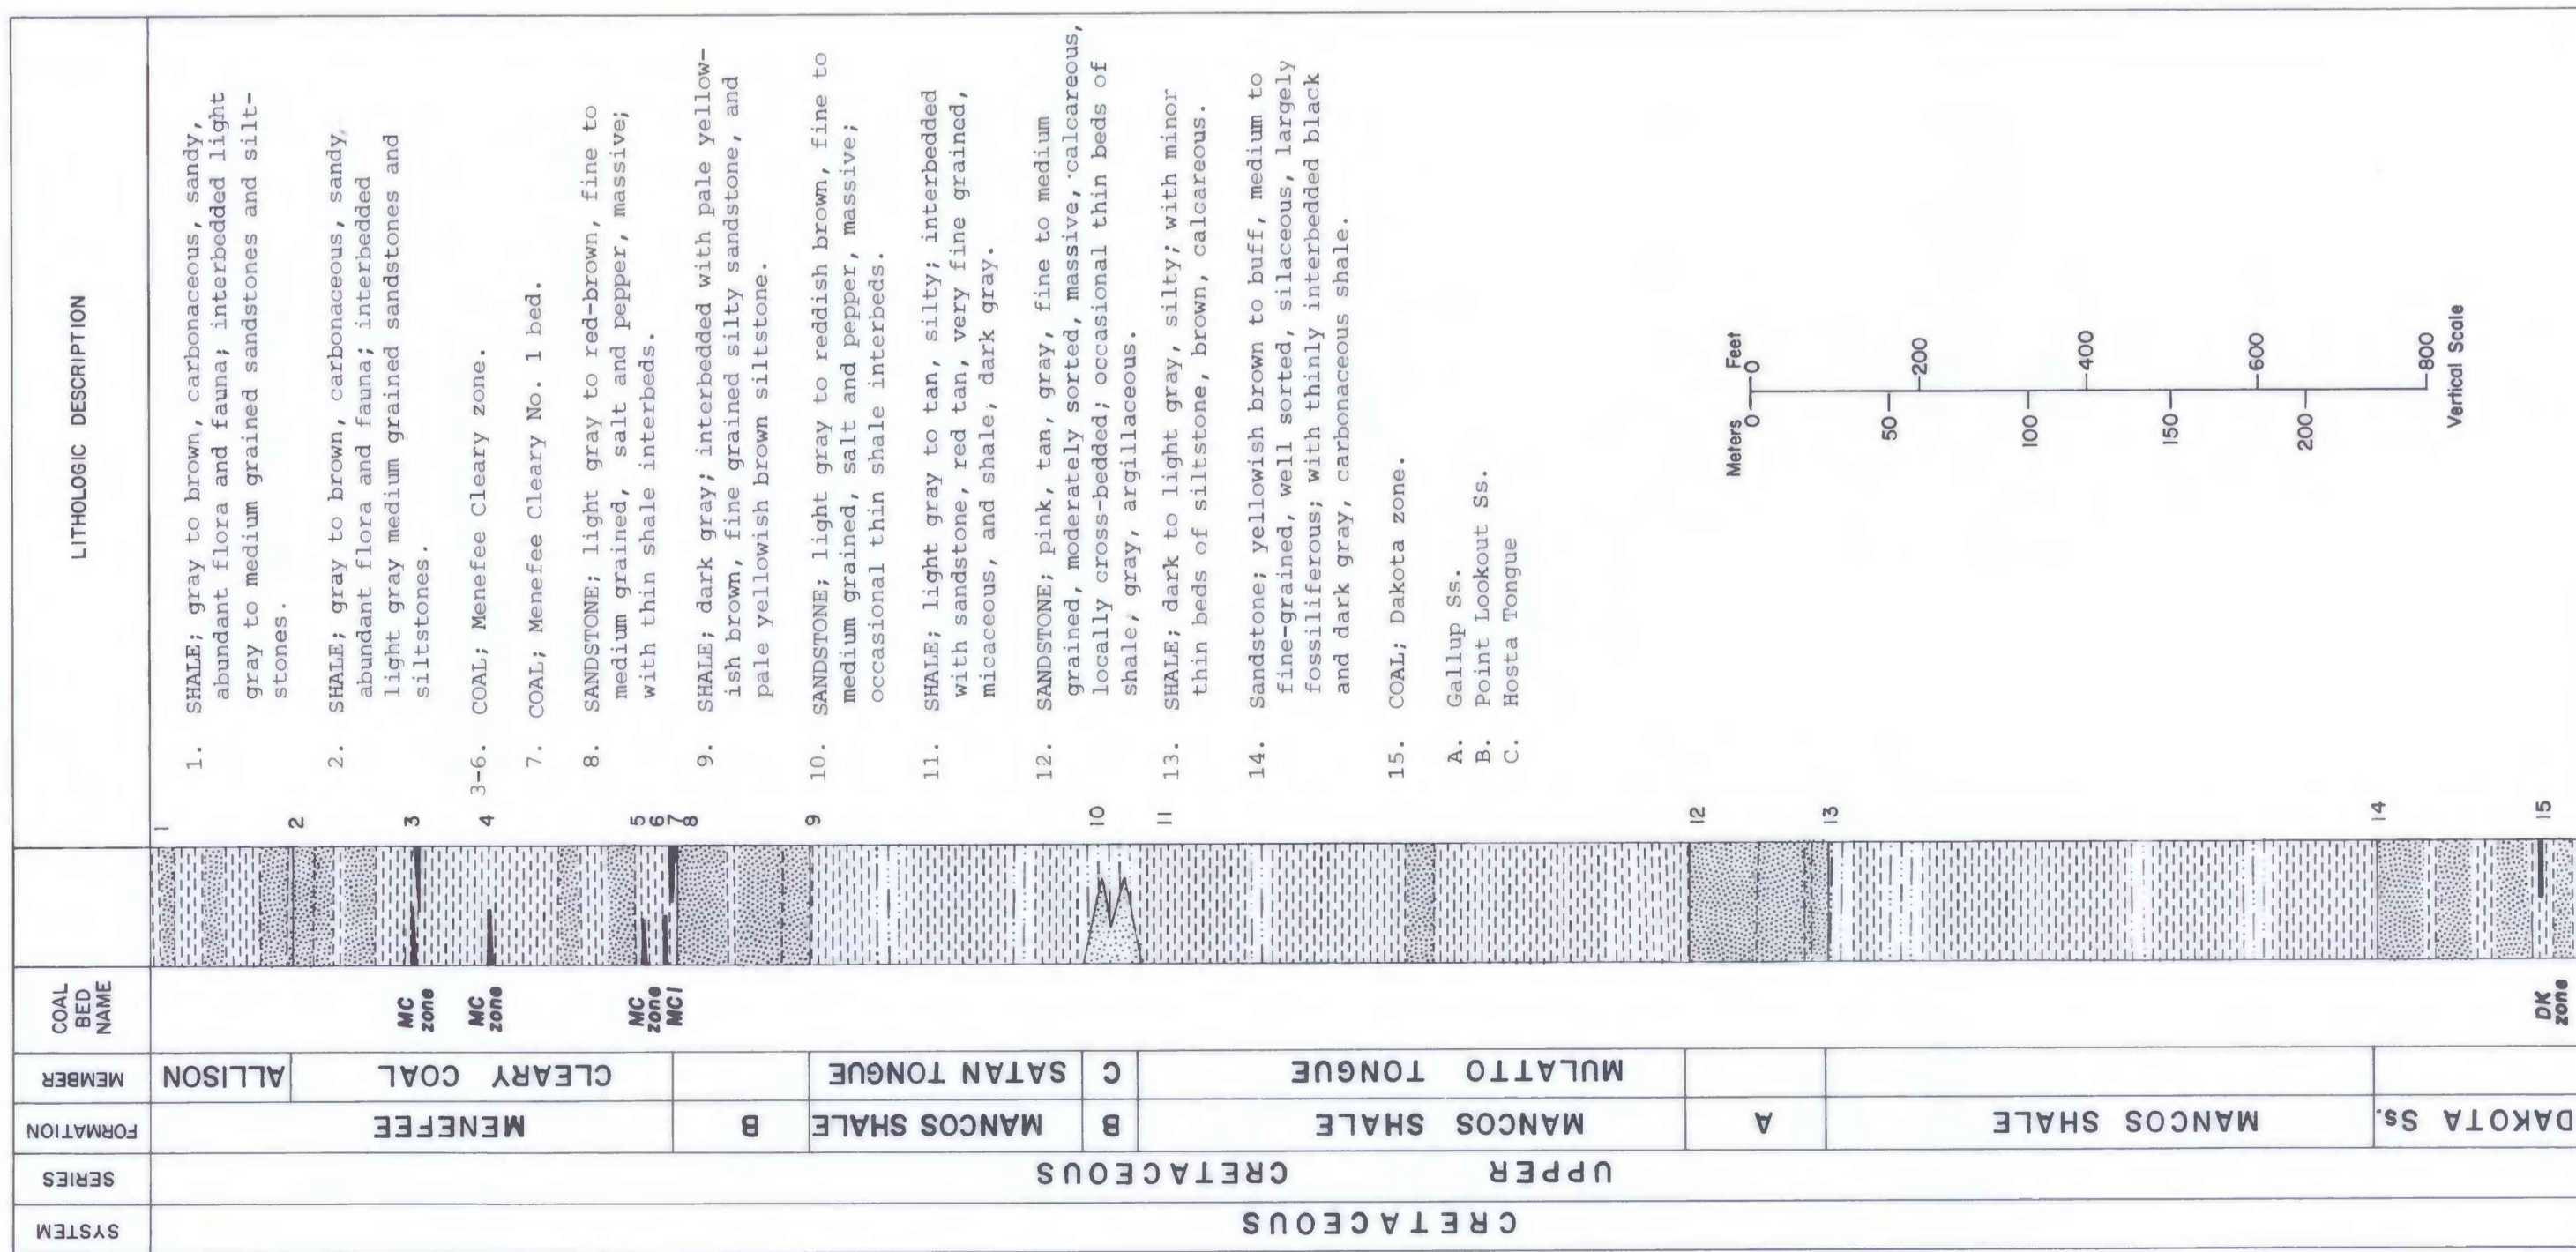 LITHOLOGIC DESCRIPTION
COAL
BED
NAME
MEMBER
FORMATION
SERIES
SYSTEM
1. SHALE; gray to brown, carbonaceous, sandy,
abundant flora and fauna; interbedded light
gray to medium grained sandstones and silt-
stones.
2. SHALE; gray to brown, carbonaceous, sandy,
abundant flora and fauna; interbedded
light gray medium grained sandstones and
siltstones.
3-6. COAL; Menefee Cleary zone.
7. COAL; Menefee Cleary No. 1 bed.
8. SANDSTONE; light gray to red-brown, fine to
medium grained, salt and pepper, massive;
with thin shale interbeds.
9. SHALE; dark gray; interbedded with pale yellow-
ish brown, fine grained silty sandstone, and
pale yellowish brown siltstone.
10. SANDSTONE; light gray to reddish brown, fine to
medium grained, salt and pepper, massive;
occasional thin shale interbeds.
11. SHALE; light gray to tan, silty; interbedded
with sandstone, red tan, very fine grained,
micaceous, and shale, dark gray.
12. SANDSTONE; pink, tan, gray, fine to medium
grained, moderately sorted, massive, calcareous,
locally cross-bedded; occasional thin beds of
shale, gray, argillaceous.
13. SHALE; dark to light gray, silty; with minor
thin beds of siltstone, brown, calcareous.
14. Sandstone; yellowish brown to buff, medium to
fine-grained, well sorted, silaceous, largely
fossiliferous; with thinly interbedded black
and dark gray, carbonaceous shale.
15. COAL; Dakota zone.
A. Gallup Ss.
B. Point Lookout Ss.
C. Hosta Tongue
Meters Feet
0 0
50
200
100
400
150
600
200
800
Vertical Scale
1
2
3
4
5
6
7
8
9
10
11
12
13
14
15
MC
zone
MC
zone
MC
zone
MC1
DK
zone
ALLISON
CLEARY COAL
SATAN TONGUE
C
MULATTO TONGUE
MENEFEE
B
MANCOS SHALE
B
MANCOS SHALE
A
MANCOS SHALE
DAKOTA Ss.
UPPER CRETACEOUS
CRETACEOUS